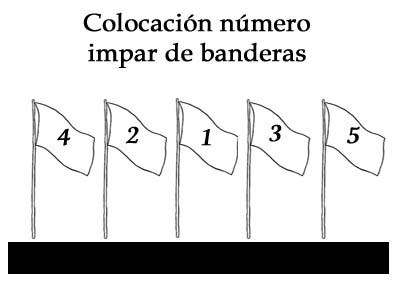 Colocación número
impar de banderas
4 2 1 3 5